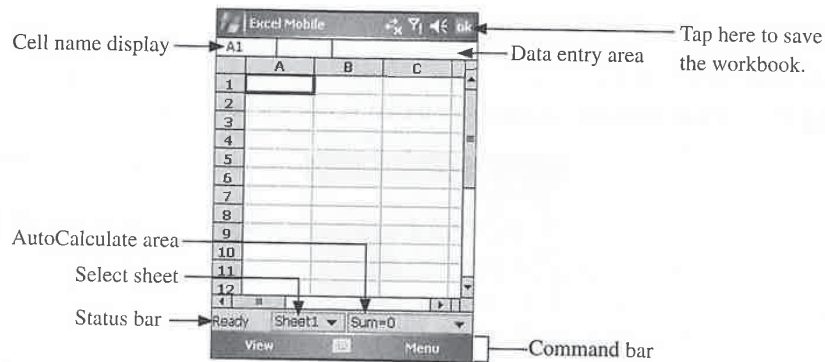 Excel Mobile
ok
Tap here to save
the workbook.
Cell name display
A1
Data entry area
A B C
1
2
3
4
5
6
7
8
9
10
11
12
AutoCalculate area
Select sheet
Status bar
Ready Sheet1 Sum=0
View Menu
Command bar